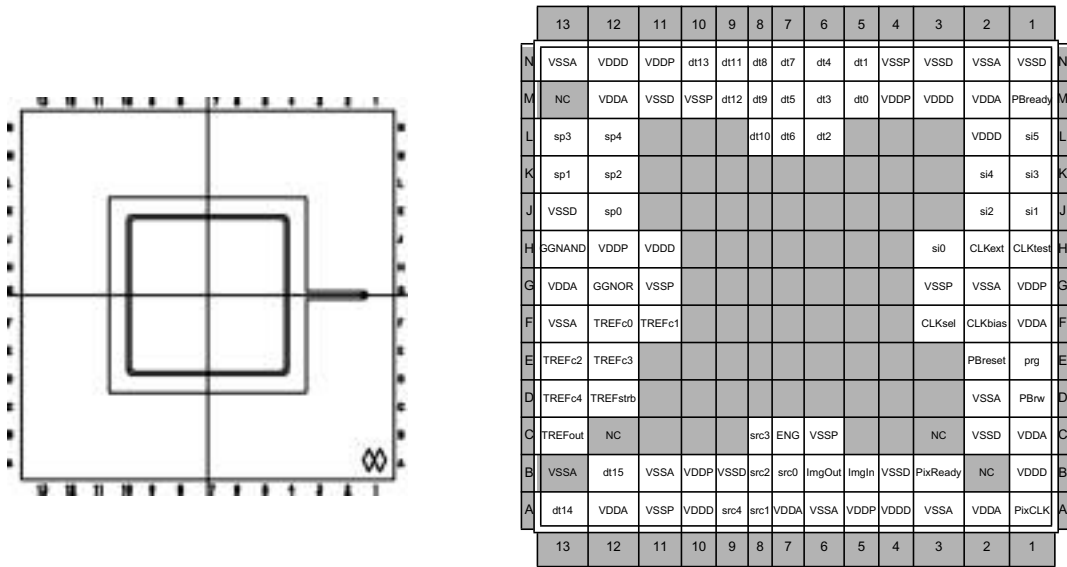 13 12 11 10 9 8 7 6 5 4 3 2 1
N VSSA VDDD VDDP dt13 dt11 dt8 dt7 dt4 dt1 VSSP VSSD VSSA VSSD N
M NC VDDA VSSD VSSP dt12 dt9 dt5 dt3 dt0 VDDP VDDD VDDA PBready M
L sp3 sp4 dt10 dt6 dt2 VDDD si5 L
K sp1 sp2 si4 si3 K
J VSSD sp0 si2 si1 J
H GGNAND VDDP VDDD si0 CLKext CLKtest H
G VDDA GGNOR VSSP VSSP VSSA VDDP G
F VSSA TREFc0 TREFc1 CLKsel CLKbias VDDA F
E TREFc2 TREFc3 PBreset prg E
D TREFc4 TREFstrb VSSA PBrw D
C TREFout NC src3 ENG VSSP NC VSSD VDDA C
B VSSA dt15 VSSA VDDP VSSD src2 src0 ImgOut ImgIn VSSD PixReady NC VDDD B
A dt14 VDDA VSSP VDDD src4 src1 VDDA VSSA VDDP VDDD VSSA VDDA PixCLK A
13 12 11 10 9 8 7 6 5 4 3 2 1